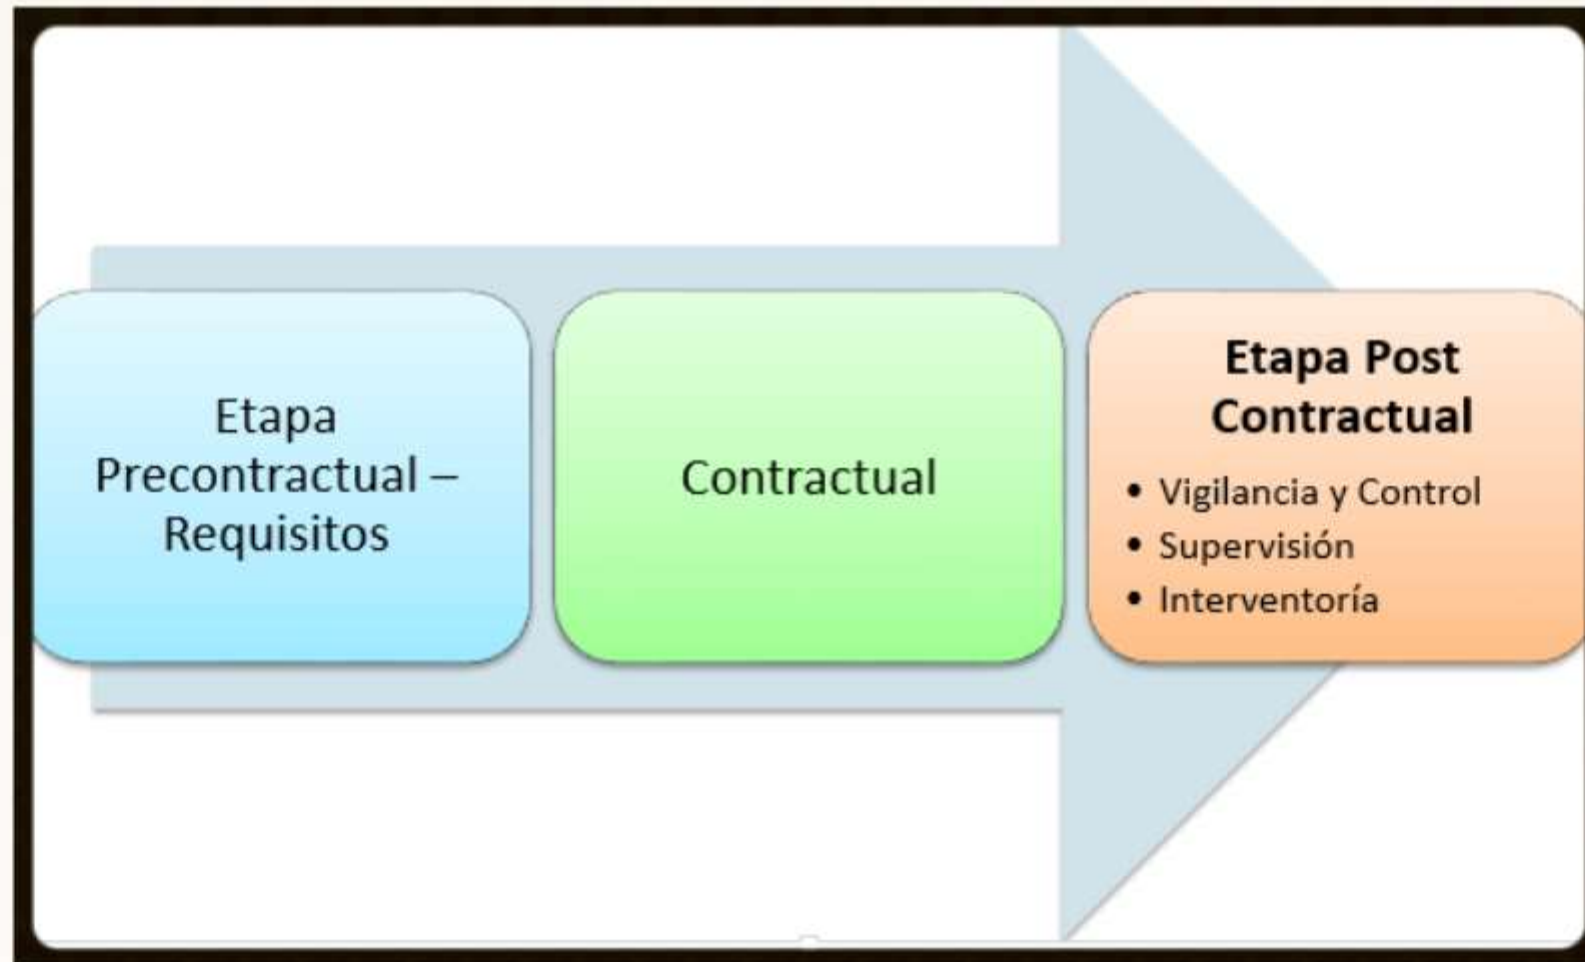 Etapa
Precontractual –
Requisitos
Contractual
Etapa Post
Contractual
• Vigilancia y Control
• Supervisión
• Interventoría